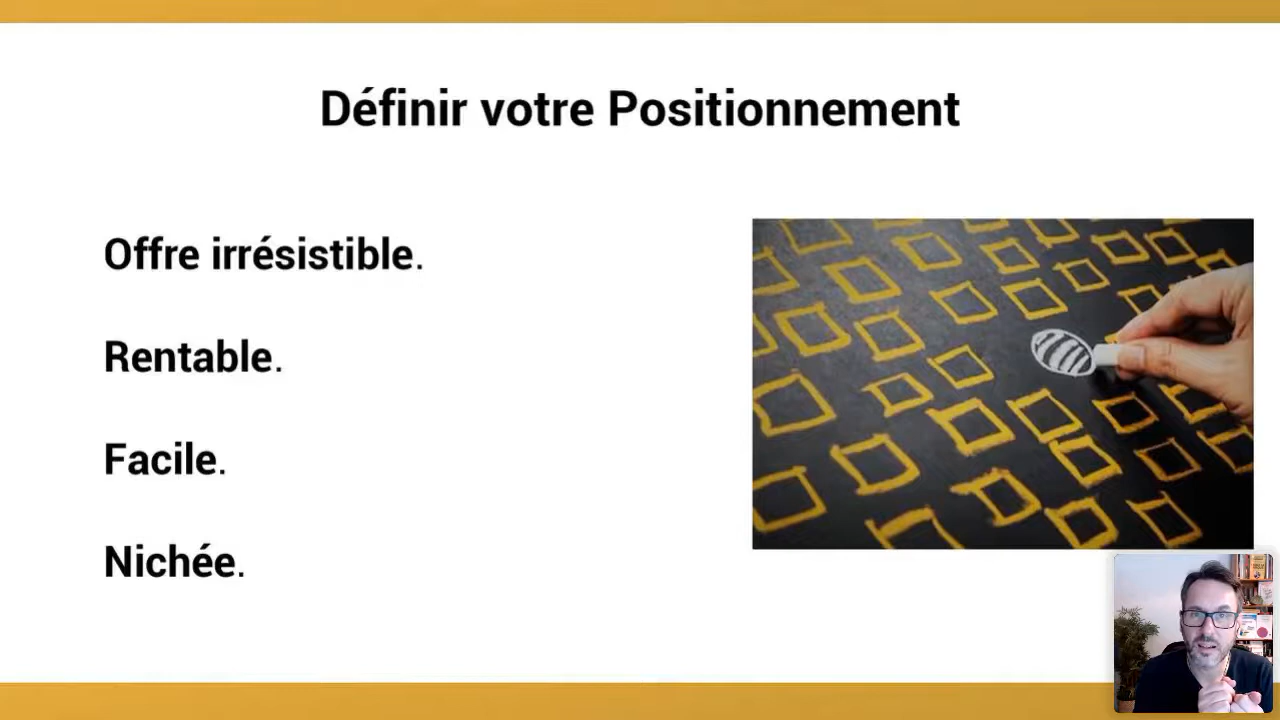 Définir votre Positionnement
Offre irrésistible.
Rentable.
Facile.
Nichée.